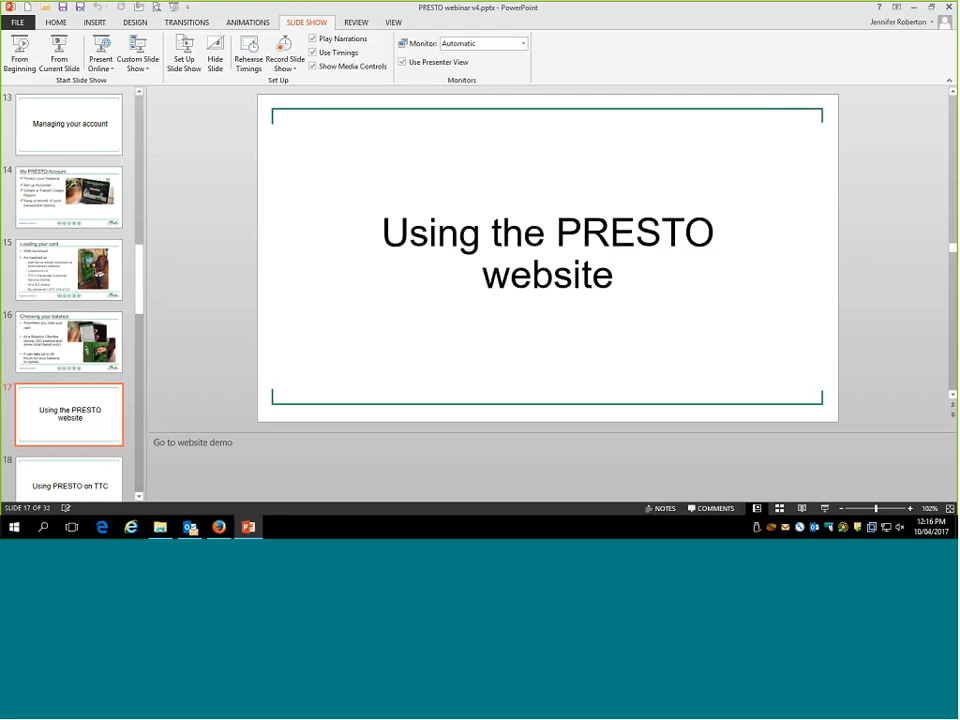 PRESTO webinar v4.pptx - PowerPoint
FILE HOME INSERT DESIGN TRANSITIONS ANIMATIONS SLIDE SHOW REVIEW VIEW
Jennifer Roberton
From Beginning
From Current Slide
Present Online
Custom Slide Show
Start Slide Show
Set Up Slide Show
Hide Slide
Rehearse Timings
Record Slide Show
Play Narrations
Use Timings
Show Media Controls
Set Up
Monitor: Automatic
Use Presenter View
Monitors
13
Managing your account
14
My PRESTO Account
15
Loading your card
16
Checking your balance
17
Using the PRESTO
website
18
Using PRESTO on TTC
Using the PRESTO
website
Go to website demo
SLIDE 17 OF 32
NOTES
COMMENTS
102%
12:16 PM
10/04/2017